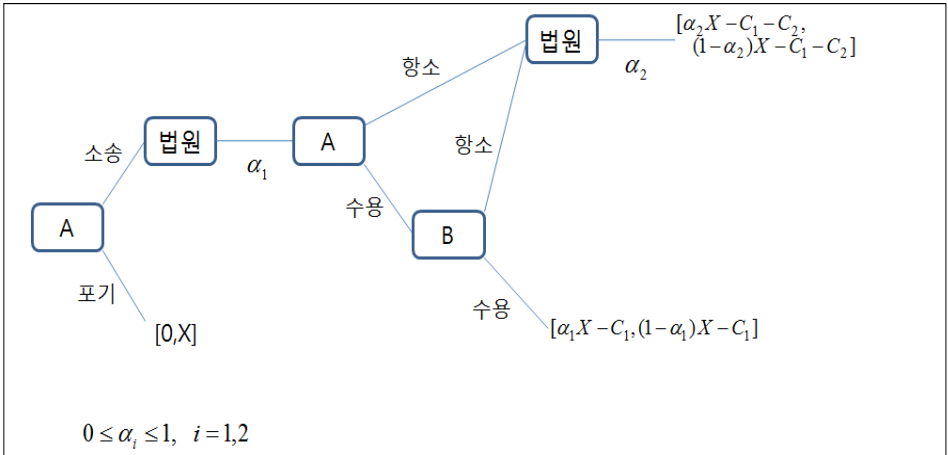 [α₂X − C₁ − C₂,
(1−α₂)X − C₁ − C₂]
법원
α₂
항소
법원
A
소송
α₁
항소
수용
A
B
포기
수용
[0,X]
[α₁X − C₁, (1−α₁)X − C₁]
0 ≤ αᵢ ≤ 1, i = 1,2